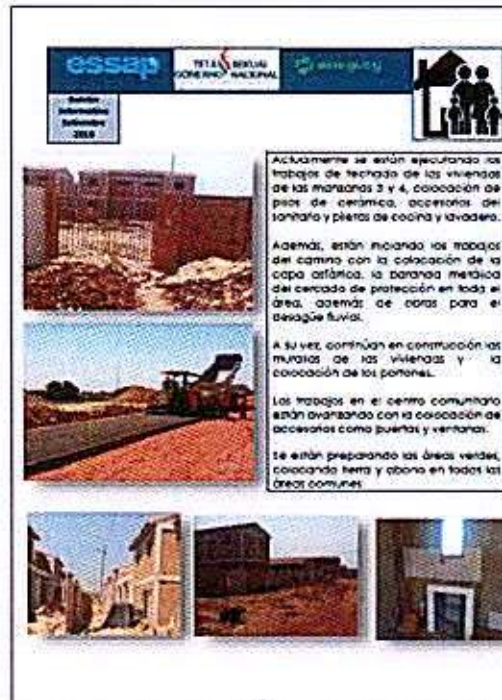 essap
TETÃ REKUÁI
GOBIERNO NACIONAL
Boletín
Informativo
Setiembre
2018
Actualmente se están ejecutando los
trabajos de techado de las viviendas
de las manzanas 3 y 4, colocación de
pisos de cerámica, accesorios del
sanitario y piletas de cocina y lavadero.
Además, están iniciando los trabajos
del camino con la colocación de la
capa asfáltica, la baranda metálica
del cercado de protección en toda el
área, además de obras para el
desagüe fluvial.
A su vez, continúan en construcción las
murallas de las viviendas y la
colocación de los portones.
Los trabajos en el centro comunitario
están avanzando con la colocación de
accesorios como puertas y ventanas.
Se están preparando las áreas verdes,
colocando tierra y abono en todas las
áreas comunes